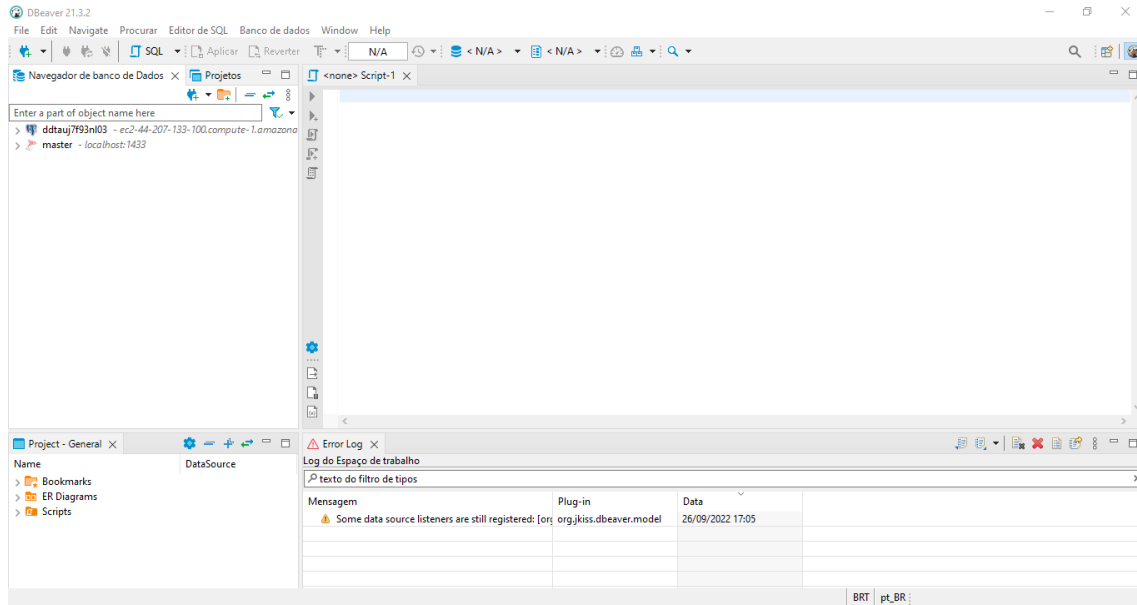 DBeaver 21.3.2
File Edit Navigate Procurar Editor de SQL Banco de dados Window Help
SQL Aplicar Reverter N/A < N/A > < N/A >
Navegador de banco de Dados Projetos
<none> Script-1
Enter a part of object name here
ddtauj7f93nl03 - ec2-44-207-133-100.compute-1.amazona
master - localhost:1433
Project - General
Name DataSource
Bookmarks
ER Diagrams
Scripts
Error Log
Log do Espaço de trabalho
texto do filtro de tipos
Mensagem Plug-in Data
Some data source listeners are still registered: [org org.jkiss.dbeaver.model 26/09/2022 17:05
BRT pt_BR